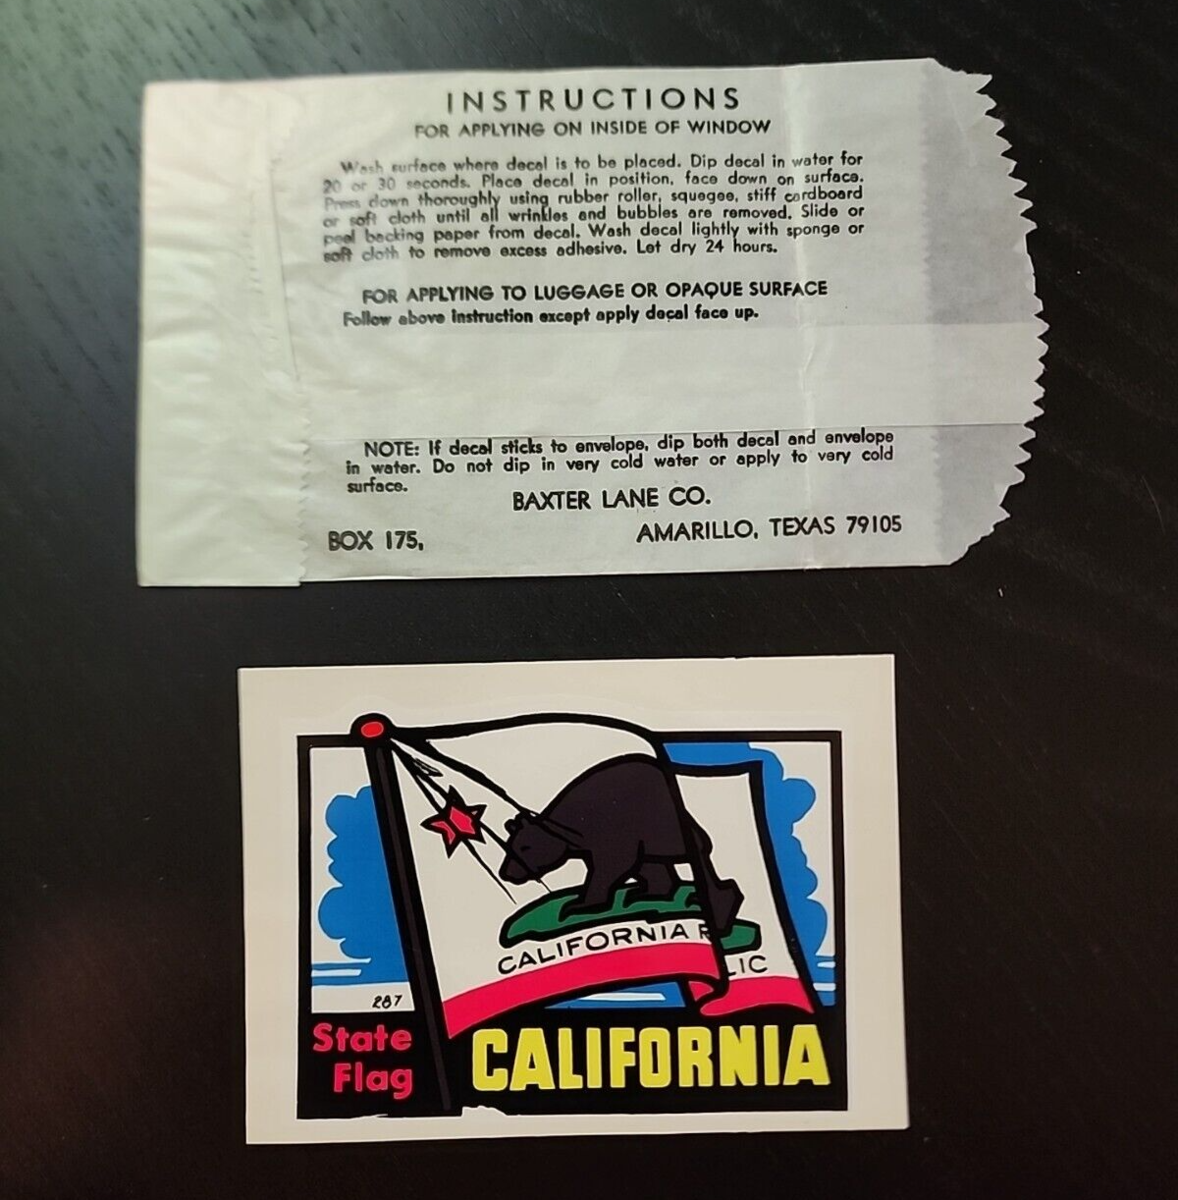 INSTRUCTIONS
FOR APPLYING ON INSIDE OF WINDOW
Wash surface where decal is to be placed. Dip decal in water for
20 or 30 seconds. Place decal in position, face down on surface.
Press down thoroughly using rubber roller, squegee, stiff cardboard
or soft cloth until all wrinkles and bubbles are removed. Slide or
peel backing paper from decal. Wash decal lightly with sponge or
soft cloth to remove excess adhesive. Let dry 24 hours.
FOR APPLYING TO LUGGAGE OR OPAQUE SURFACE
Follow above instruction except apply decal face up.
NOTE: If decal sticks to envelope, dip both decal and envelope
in water. Do not dip in very cold water or apply to very cold
surface.
BAXTER LANE CO.
BOX 175, AMARILLO, TEXAS 79105
CALIFORNIA R
LIC
287
State
Flag
CALIFORNIA